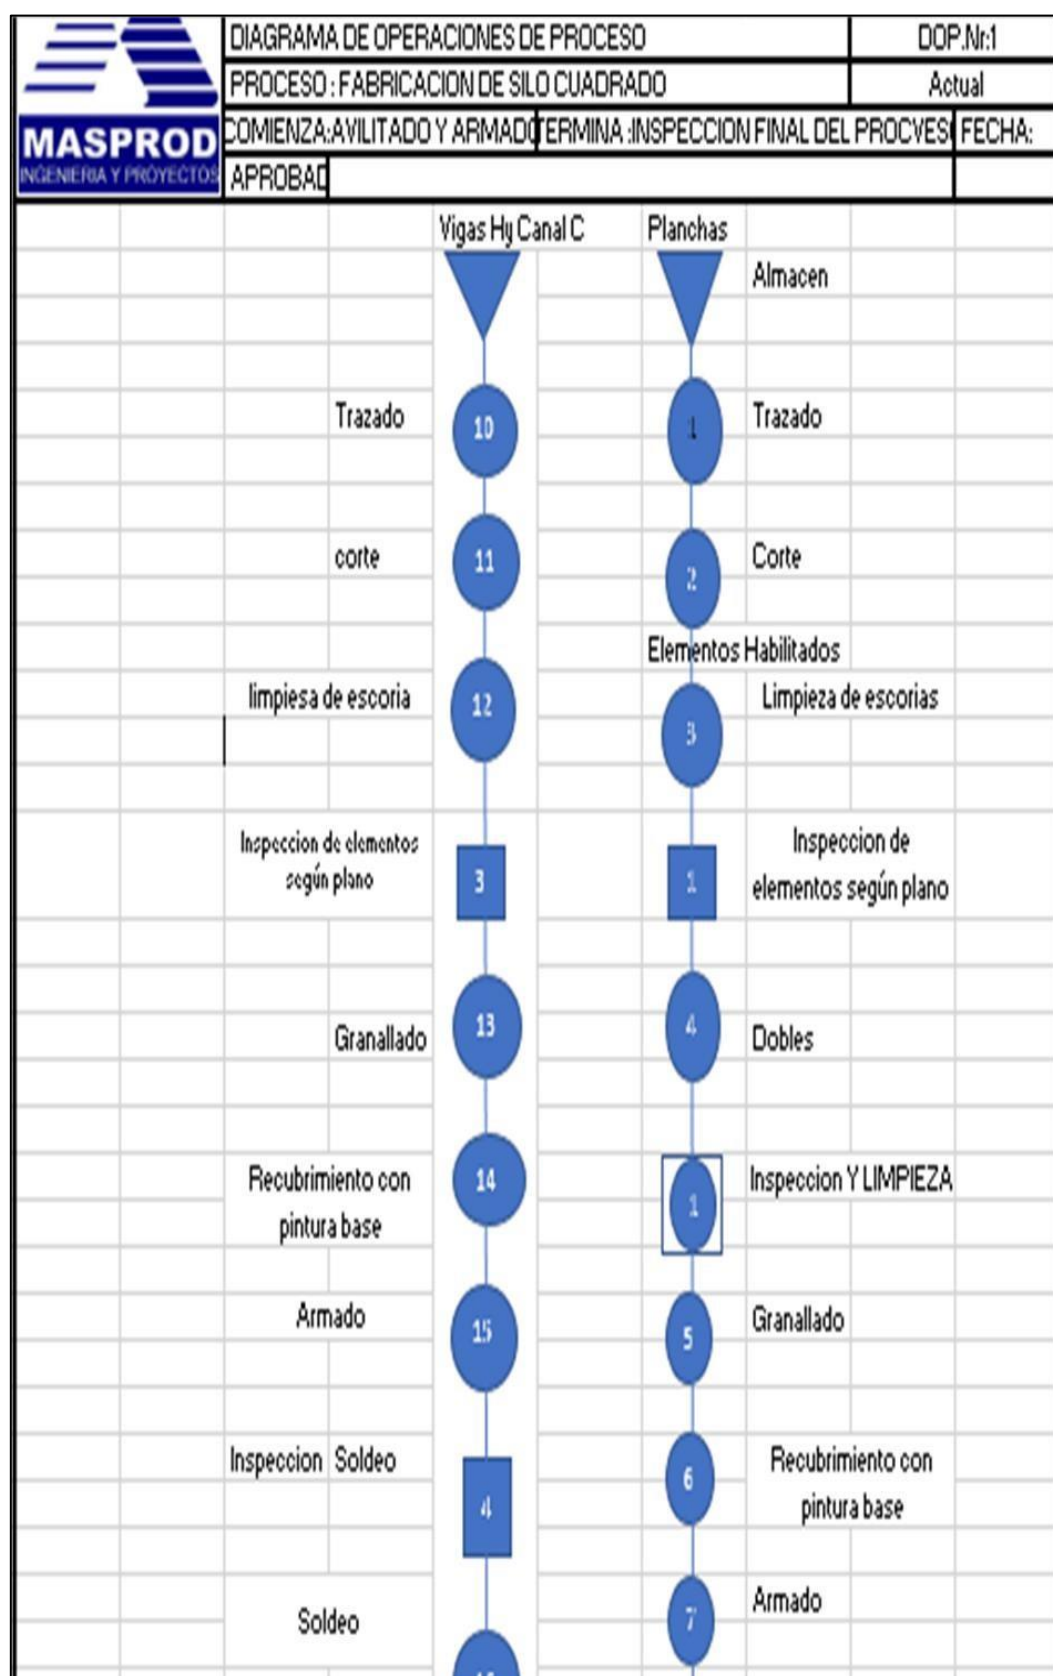 DIAGRAMA DE OPERACIONES DE PROCESO DOP.Nr:1
PROCESO : FABRICACION DE SILO CUADRADO Actual
MASPROD
INGENIERIA Y PROYECTOS
COMIENZA:AVILITADO Y ARMADO TERMINA :INSPECCION FINAL DEL PROCVES FECHA:
APROBAD
Vigas H y Canal C Planchas
Almacen
Trazado 10 1 Trazado
corte 11 2 Corte
Elementos Habilitados
limpiesa de escoria 12 3 Limpieza de escorias
Inspeccion de elementos
según plano
3 1
Inspeccion de
elementos según plano
Granallado 13 4 Dobles
Recubrimiento con
pintura base
14 1 Inspeccion Y LIMPIEZA
Armado 15 5 Granallado
Inspeccion Soldeo 4 6
Recubrimiento con
pintura base
Soldeo 7 Armado